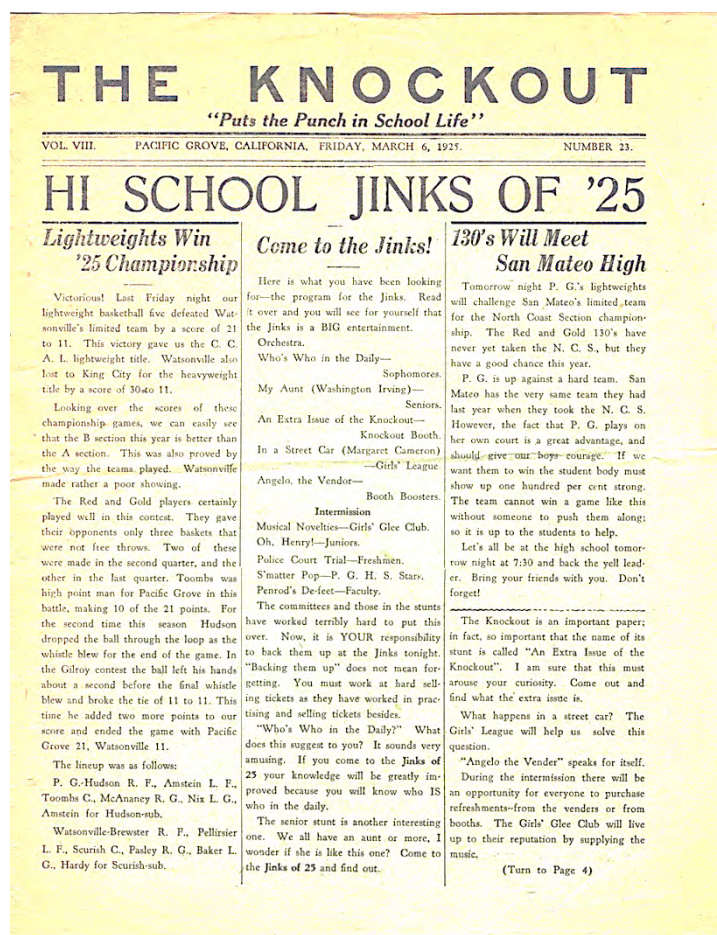 THE KNOCKOUT
"Puts the Punch in School Life"
VOL. VIII. PACIFIC GROVE, CALIFORNIA, FRIDAY, MARCH 6, 1925. NUMBER 23.
HI SCHOOL JINKS OF '25
Lightweights Win
'25 Championship
Victorious! Last Friday night our
lightweight basketball five defeated Wat-
sonville's limited team by a score of 21
to 11. This victory gave us the C. C.
A. L. lightweight title. Watsonville also
lost to King City for the heavyweight
title by a score of 30 to 11.
Looking over the scores of these
championship games, we can easily see
that the B section this year is better than
the A section. This was also proved by
the way the teams played. Watsonville
made rather a poor showing.
The Red and Gold players certainly
played well in this contest. They gave
their opponents only three baskets that
were not free throws. Two of these
were made in the second quarter, and the
other in the last quarter. Toombs was
high point man for Pacific Grove in this
battle, making 10 of the 21 points. For
the second time this season Hudson
dropped the ball through the loop as the
whistle blew for the end of the game. In
the Gilroy contest the ball left his hands
about a second before the final whistle
blew and broke the tie of 11 to 11. This
time he added two more points to our
score and ended the game with Pacific
Grove 21, Watsonville 11.
The lineup was as follows:
P. G.-Hudson R. F., Amstein L. F.,
Toombs C., McAnaney R. G., Nix L. G.,
Amstein for Hudson-sub.
Watsonville-Brewster R. F., Pellirsier
L. F., Scurish C., Pasley R. G., Baker L.
G., Hardy for Scurish-sub.
Come to the Jinks!
Here is what you have been looking
for—the program for the Jinks. Read
it over and you will see for yourself that
the Jinks is a BIG entertainment.
Orchestra.
Who's Who in the Daily—
Sophomores.
My Aunt (Washington Irving)—
Seniors.
An Extra Issue of the Knockout—
Knockout Booth.
In a Street Car (Margaret Cameron)
—Girls' League
Angelo, the Vendor—
Booth Boosters.
Intermission
Musical Novelties—Girls' Glee Club.
Oh, Henry!—Juniors.
Police Court Trial—Freshmen.
S'matter Pop—P. G. H. S. Stars.
Penrod's De-feet—Faculty.
The committees and those in the stunts
have worked terribly hard to put this
over. Now, it is YOUR responsibility
to back them up at the Jinks tonight.
"Backing them up" does not mean for-
getting. You must work at hard sell-
ing tickets as they have worked in prac-
tising and selling tickets besides.
"Who's Who in the Daily?" What
does this suggest to you? It sounds very
amusing. If you come to the Jinks of
25 your knowledge will be greatly im-
proved because you will know who IS
who in the daily.
The senior stunt is another interesting
one. We all have an aunt or more, I
wonder if she is like this one? Come to
the Jinks of 25 and find out.
130's Will Meet
San Mateo High
Tomorrow night P. G.'s lightweights
will challenge San Mateo's limited team
for the North Coast Section champion-
ship. The Red and Gold 130's have
never yet taken the N. C. S., but they
have a good chance this year.
P. G. is up against a hard team. San
Mateo has the very same team they had
last year when they took the N. C. S.
However, the fact that P. G. plays on
her own court is a great advantage, and
should give our boys courage. If we
want them to win the student body must
show up one hundred per cent strong.
The team cannot win a game like this
without someone to push them along;
so it is up to the students to help.
Let's all be at the high school tomor-
row night at 7:30 and back the yell lead-
er. Bring your friends with you. Don't
forget!
The Knockout is an important paper;
in fact, so important that the name of its
stunt is called "An Extra Issue of the
Knockout". I am sure that this must
arouse your curiosity. Come out and
find what the extra issue is.
What happens in a street car? The
Girls' League will help us solve this
question.
"Angelo the Vender" speaks for itself.
During the intermission there will be
an opportunity for everyone to purchase
refreshments--from the venders or from
booths. The Girls' Glee Club will live
up to their reputation by supplying the
music.
(Turn to Page 4)